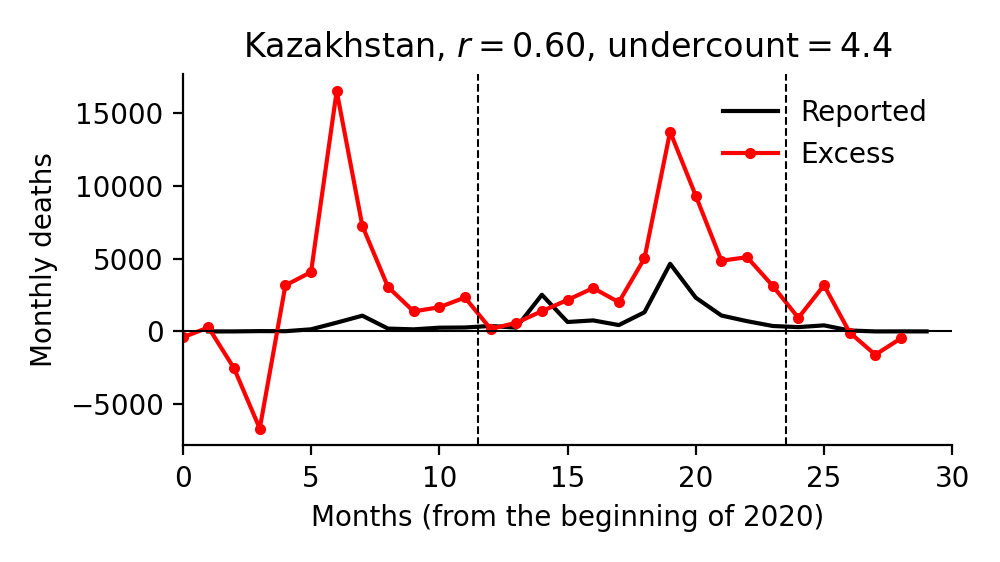 Kazakhstan, r = 0.60, undercount = 4.4
Reported
Excess
Monthly deaths
15000
10000
5000
0
−5000
0 5 10 15 20 25 30
Months (from the beginning of 2020)